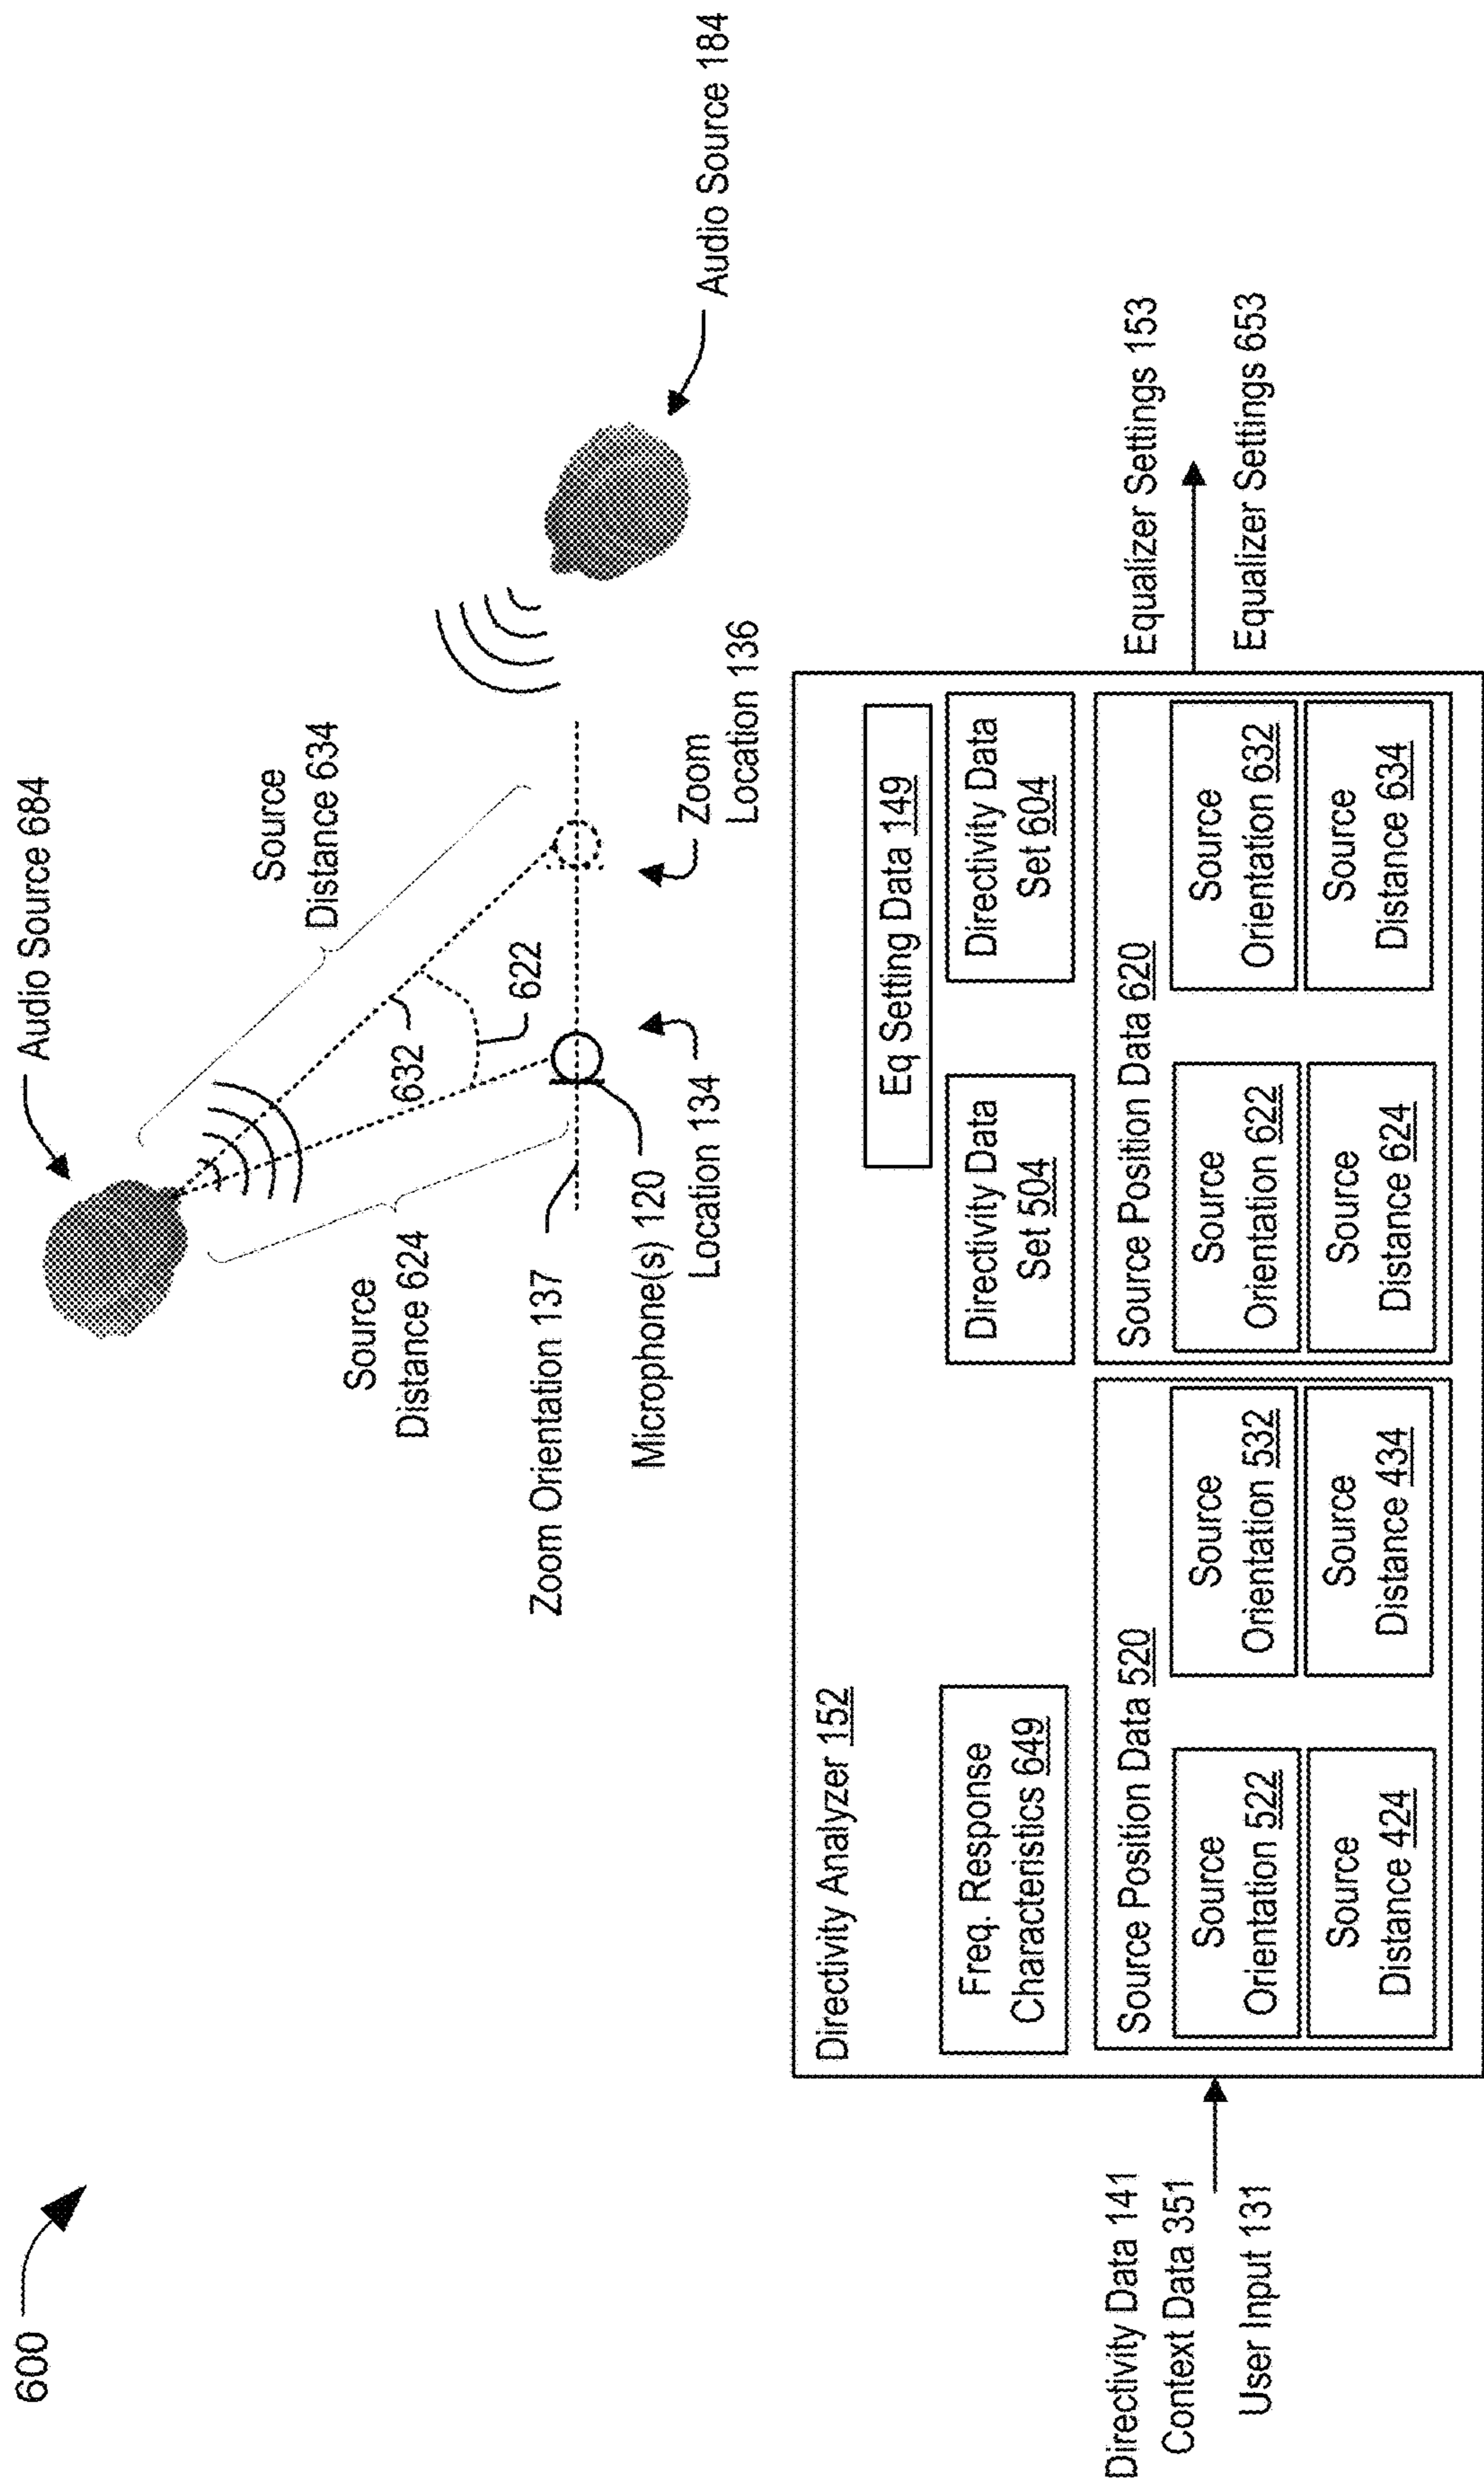 600
Audio Source 684
Source
Distance 634
Source
Distance 624
632
622
Zoom Orientation 137
Microphone(s) 120
Location 134
Zoom
Location 136
Audio Source 184
Directivity Analyzer 152
Eq Setting Data 149
Freq. Response
Characteristics 649
Directivity Data
Set 504
Directivity Data
Set 604
Source Position Data 520
Source
Orientation 522
Source
Orientation 532
Source
Distance 424
Source
Distance 434
Source Position Data 620
Source
Orientation 622
Source
Orientation 632
Source
Distance 624
Source
Distance 634
Directivity Data 141
Context Data 351
User Input 131
Equalizer Settings 153
Equalizer Settings 653